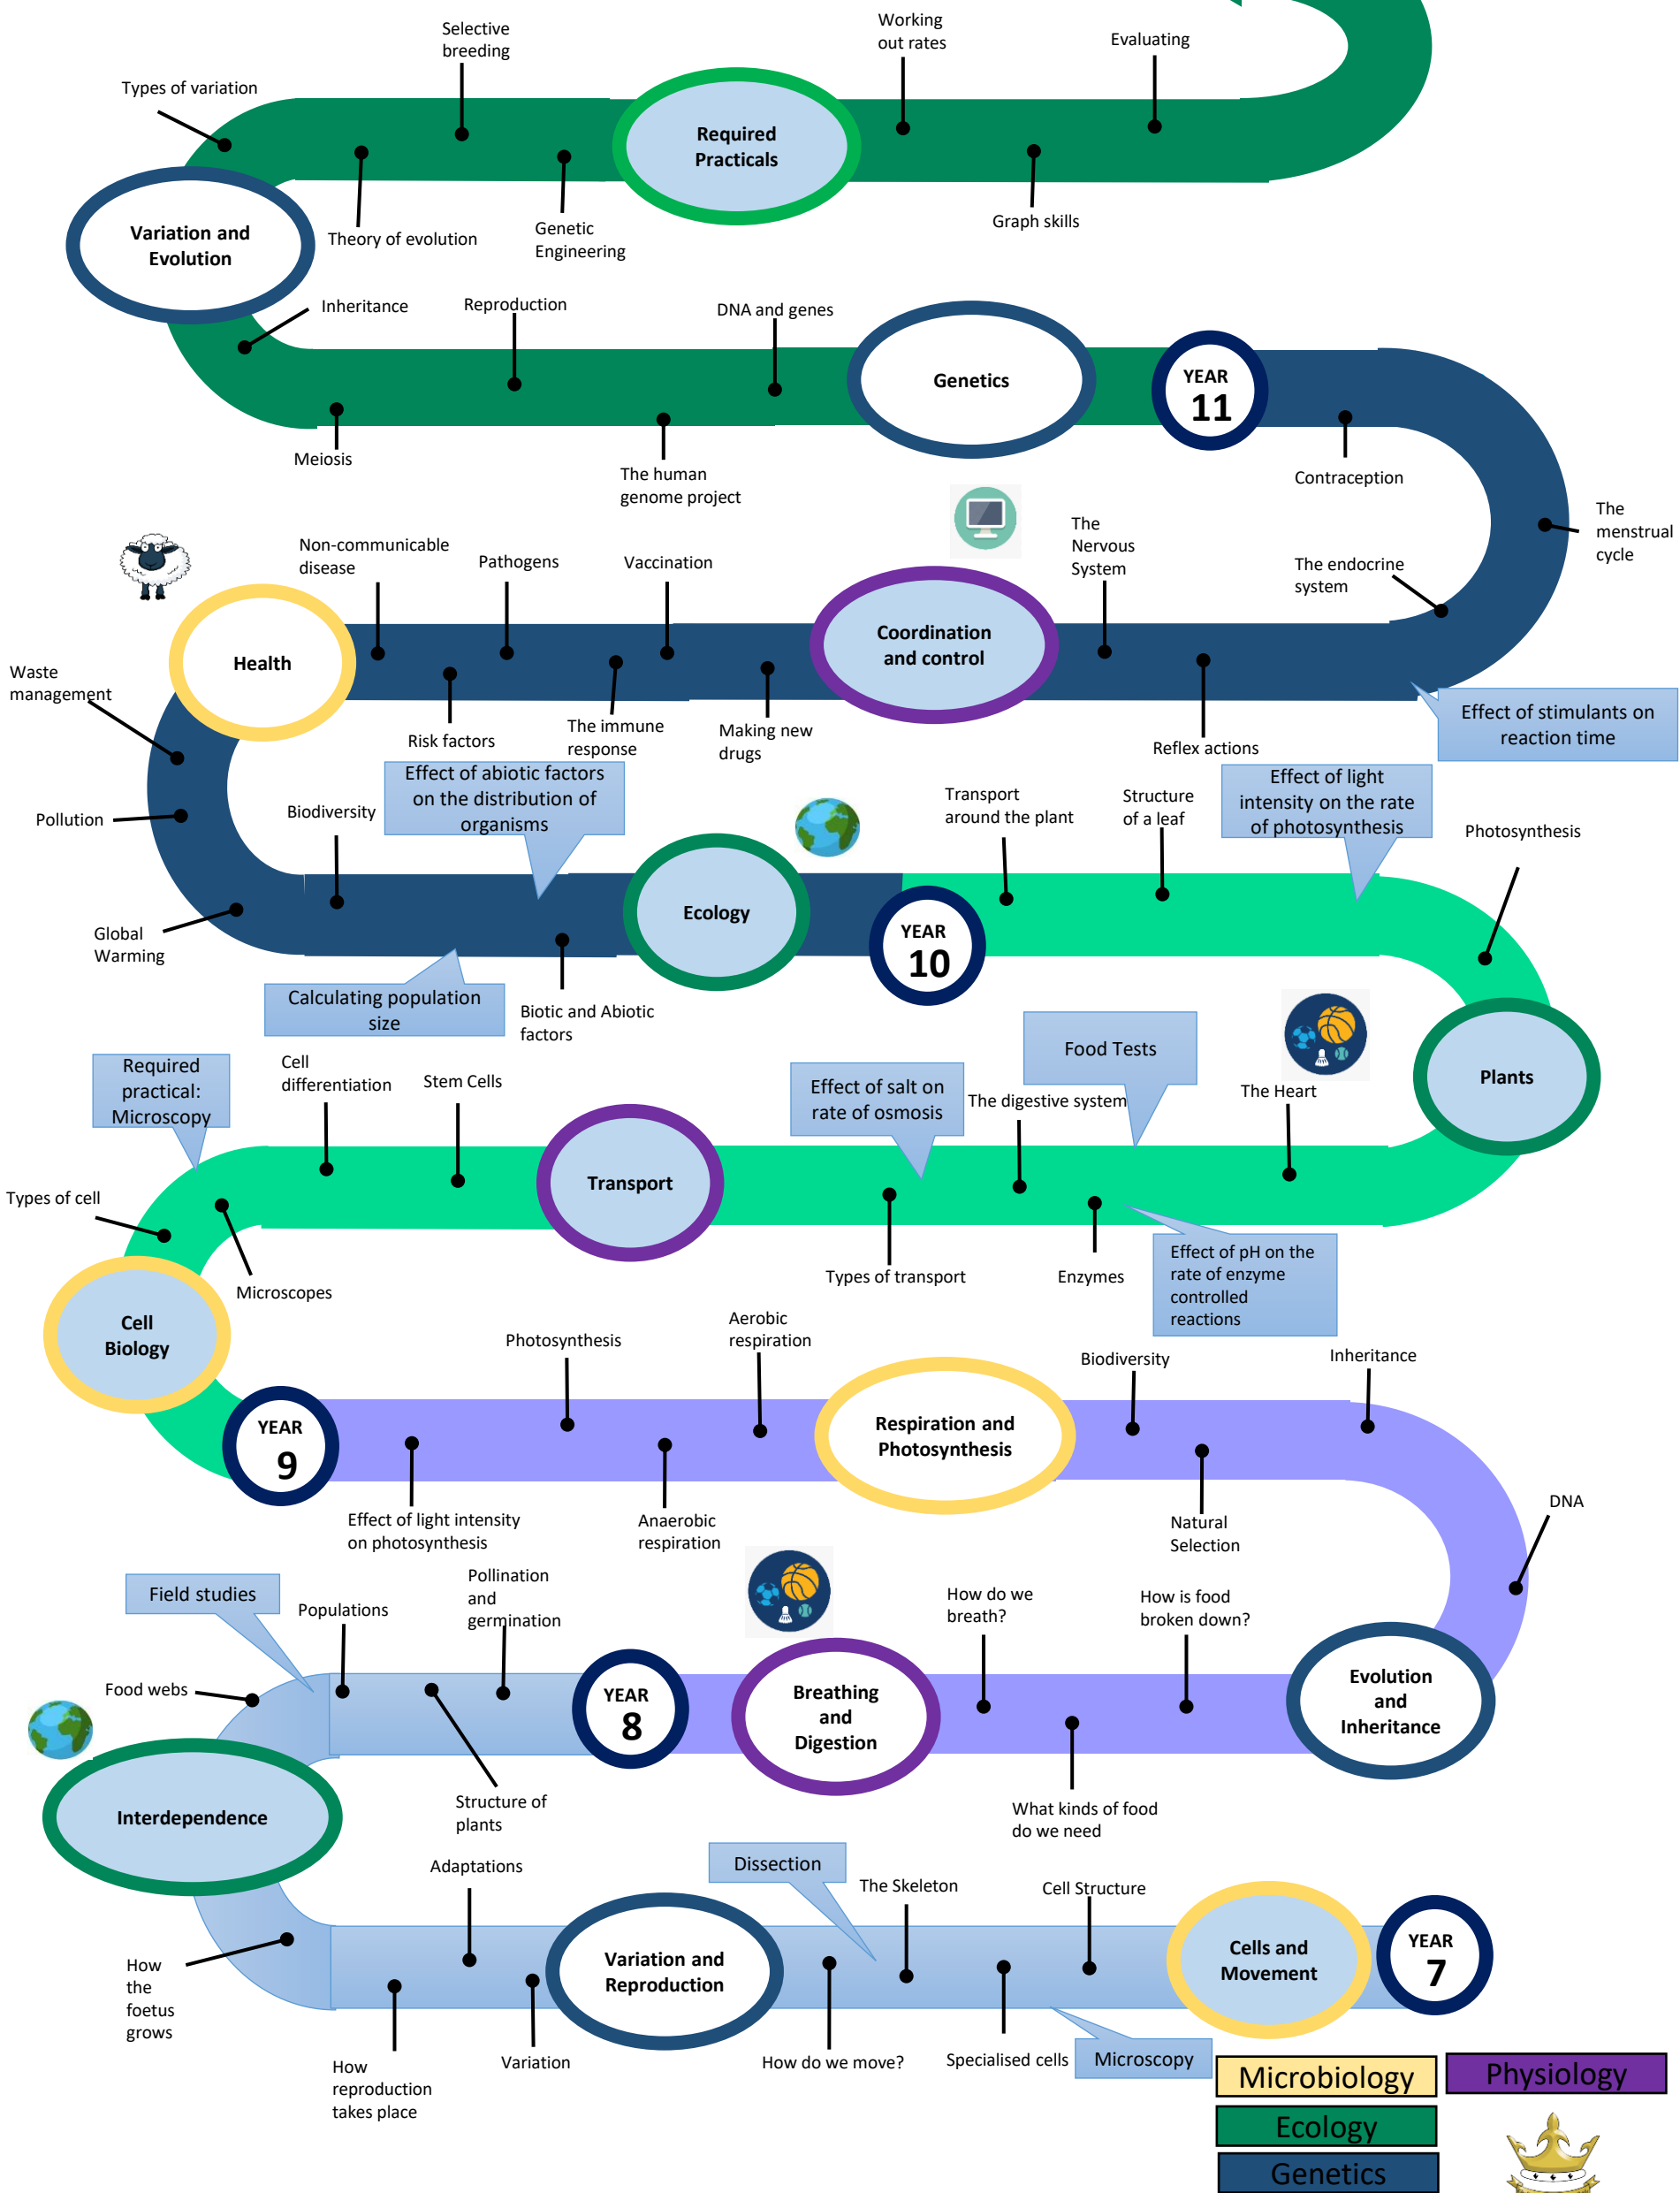 Selective
breeding
Working
out rates
Evaluating
Types of variation
Required
Practicals
Variation and
Evolution
Theory of evolution
Genetic
Engineering
Graph skills
Inheritance
Reproduction
DNA and genes
Genetics
YEAR
11
Meiosis
The human
genome project
Contraception
The
menstrual
cycle
Non-communicable
disease
Pathogens
Vaccination
The
Nervous
System
The endocrine
system
Health
Coordination
and control
Waste
management
Risk factors
The immune
response
Making new
drugs
Reflex actions
Effect of stimulants on
reaction time
Pollution
Biodiversity
Effect of abiotic factors
on the distribution of
organisms
Transport
around the plant
Structure
of a leaf
Effect of light
intensity on the rate
of photosynthesis
Photosynthesis
Ecology
YEAR
10
Global
Warming
Calculating population
size
Biotic and Abiotic
factors
Required
practical:
Microscopy
Cell
differentiation
Stem Cells
Effect of salt on
rate of osmosis
The digestive system
Food Tests
The Heart
Plants
Transport
Types of cell
Microscopes
Types of transport
Enzymes
Effect of pH on the
rate of enzyme
controlled
reactions
Cell
Biology
Photosynthesis
Aerobic
respiration
Biodiversity
Inheritance
YEAR
9
Respiration and
Photosynthesis
Effect of light intensity
on photosynthesis
Anaerobic
respiration
Natural
Selection
DNA
Field studies
Populations
Pollination
and
germination
How do we
breath?
How is food
broken down?
Food webs
YEAR
8
Breathing
and
Digestion
Evolution
and
Inheritance
Interdependence
Structure of
plants
What kinds of food
do we need
Adaptations
Dissection
The Skeleton
Cell Structure
How
the
foetus
grows
Variation and
Reproduction
Cells and
Movement
YEAR
7
How
reproduction
takes place
Variation
How do we move?
Specialised cells
Microscopy
Microbiology
Physiology
Ecology
Genetics